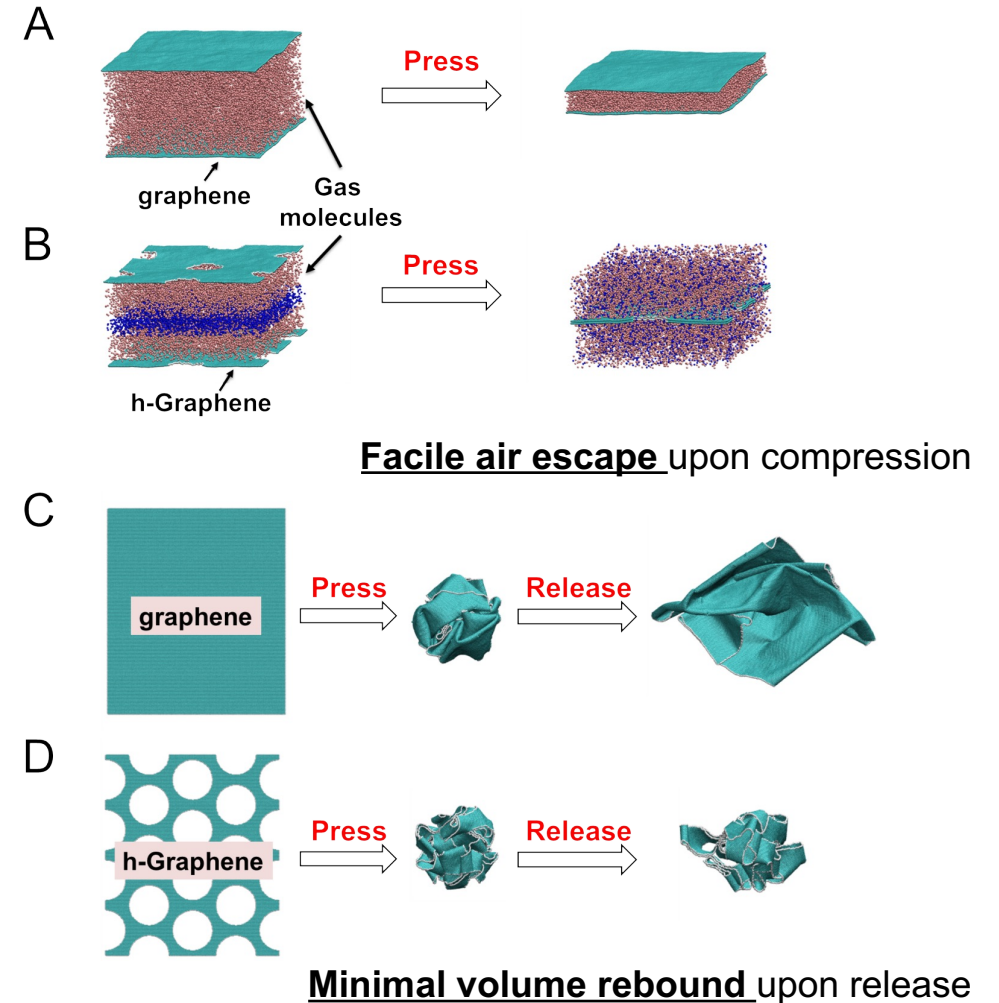 A
Press
graphene
Gas
molecules
B
Press
h-Graphene
Facile air escape upon compression
C
graphene
Press
Release
D
h-Graphene
Press
Release
Minimal volume rebound upon release